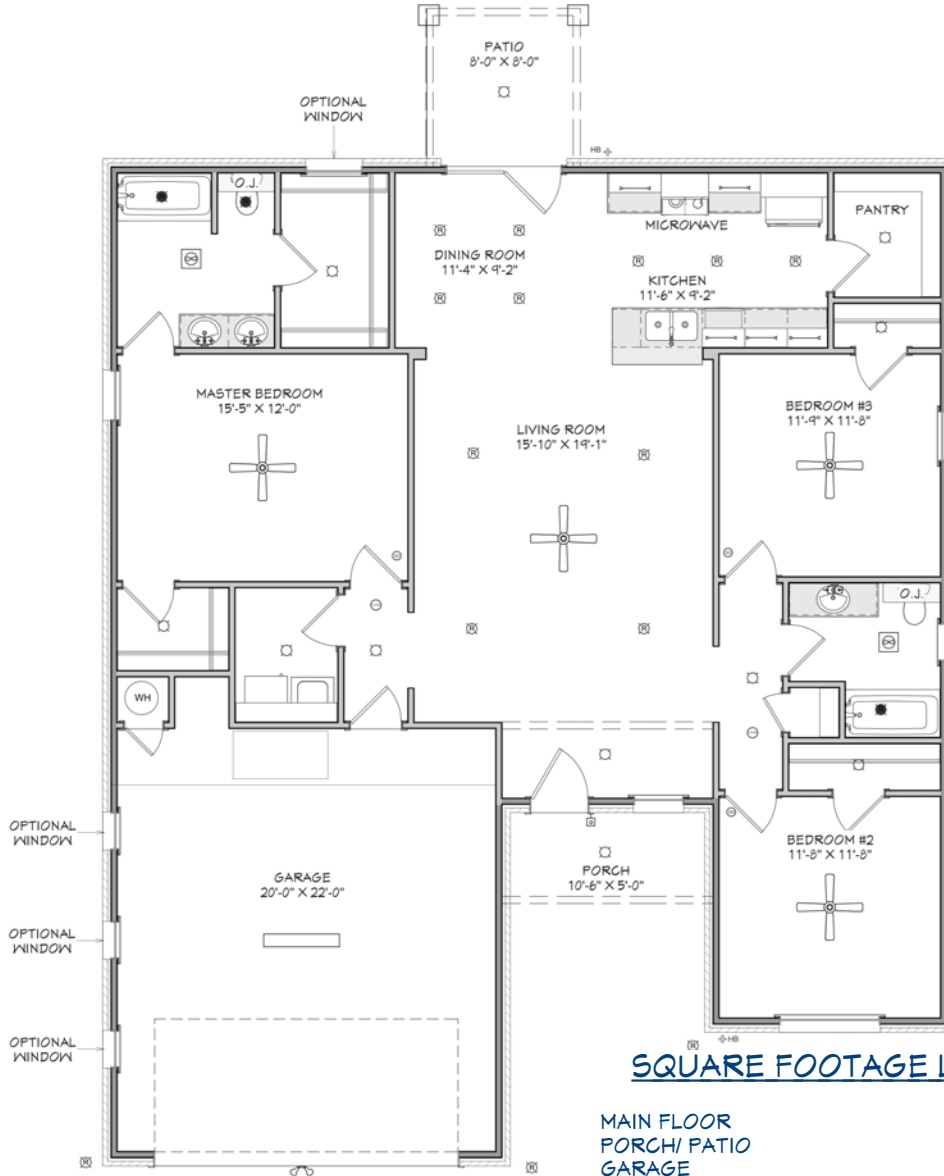 PATIO
8'-0" X 8'-0"
OPTIONAL
WINDOW
HB
O.J.
MICROWAVE
PANTRY
DINING ROOM
11'-4" X 9'-2"
KITCHEN
11'-6" X 9'-2"
MASTER BEDROOM
15'-5" X 12'-0"
LIVING ROOM
15'-10" X 19'-1"
BEDROOM #3
11'-9" X 11'-8"
O.J.
WH
OPTIONAL
WINDOW
GARAGE
20'-0" X 22'-0"
PORCH
10'-6" X 5'-0"
BEDROOM #2
11'-8" X 11'-8"
OPTIONAL
WINDOW
OPTIONAL
WINDOW
HB
SQUARE FOOTAGE L
MAIN FLOOR
PORCH/ PATIO
GARAGE